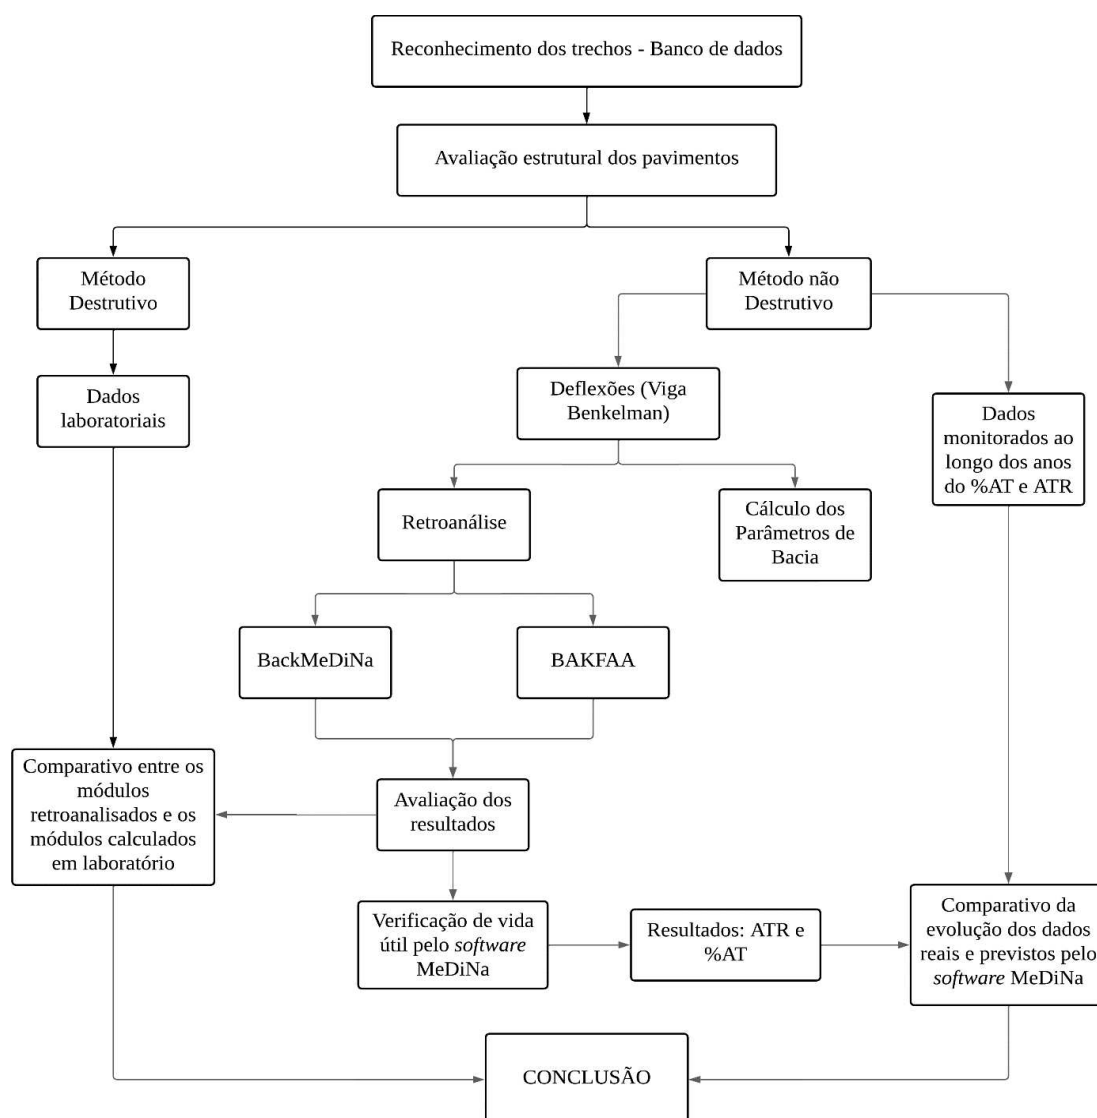 Reconhecimento dos trechos - Banco de dados
Avaliação estrutural dos pavimentos
Método
Destrutivo
Método não
Destrutivo
Dados
laboratoriais
Deflexões (Viga
Benkelman)
Dados
monitorados ao
longo dos anos
do %AT e ATR
Retroanálise
Cálculo dos
Parâmetros de
Bacia
BackMeDiNa
BAKFAA
Comparativo entre os
módulos
retroanalisados e os
módulos calculados
em laboratório
Avaliação dos
resultados
Verificação de vida
útil pelo software
MeDiNa
Resultados: ATR e
%AT
Comparativo da
evolução dos dados
reais e previstos pelo
software MeDiNa
CONCLUSÃO